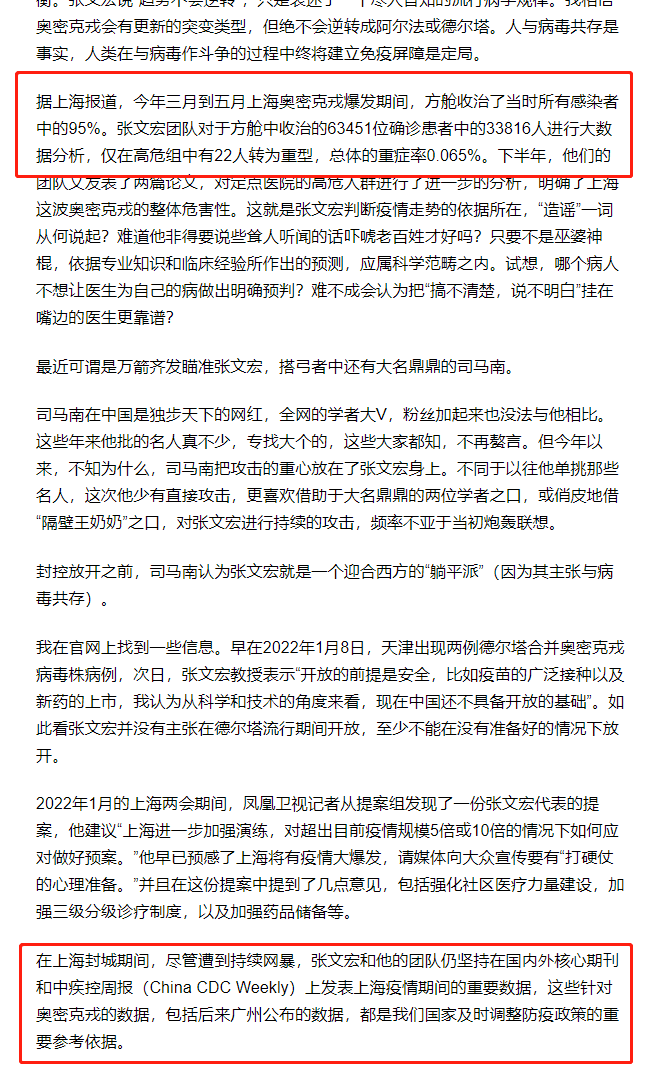 衡。张文宏说“趋势不会逆转”，只是表述了一个尽人皆知的流行病学规律。我相信
奥密克戎会有更新的突变类型，但绝不会逆转成阿尔法或德尔塔。人与病毒共存是
事实，人类在与病毒作斗争的过程中终将建立免疫屏障是定局。
据上海报道，今年三月到五月上海奥密克戎爆发期间，方舱收治了当时所有感染者
中的95%。张文宏团队对于方舱中收治的63451位确诊患者中的33816人进行大数
据分析，仅在高危组中有22人转为重型，总体的重症率0.065%。下半年，他们的
团队又发表了两篇论文，对定点医院的高危人群进行了进一步的分析，明确了上海
这波奥密克戎的整体危害性。这就是张文宏判断疫情走势的依据所在，“造谣”一词
从何说起？难道他非得要说些耸人听闻的话吓唬老百姓才好吗？只要不是巫婆神
棍，依据专业知识和临床经验所作出的预测，应属科学范畴之内。试想，哪个病人
不想让医生为自己的病做出明确预判？难不成会认为把“搞不清楚，说不明白”挂在
嘴边的医生更靠谱？
最近可谓是万箭齐发瞄准张文宏，搭弓者中还有大名鼎鼎的司马南。
司马南在中国是独步天下的网红，全网的学者大V，粉丝加起来也没法与他相比。
这些年来他批的名人真不少，专找大个的，这些大家都知，不再赘言。但今年以
来，不知为什么，司马南把攻击的重心放在了张文宏身上。不同于以往他单挑那些
名人，这次他少有直接攻击，更喜欢借助于大名鼎鼎的两位学者之口，或俏皮地借
“隔壁王奶奶”之口，对张文宏进行持续的攻击，频率不亚于当初炮轰联想。
封控放开之前，司马南认为张文宏就是一个迎合西方的“躺平派”（因为其主张与病
毒共存）。
我在官网上找到一些信息。早在2022年1月8日，天津出现两例德尔塔合并奥密克戎
病毒株病例，次日，张文宏教授表示“开放的前提是安全，比如疫苗的广泛接种以及
新药的上市，我认为从科学和技术的角度来看，现在中国还不具备开放的基础”。如
此看张文宏并没有主张在德尔塔流行期间开放，至少不能在没有准备好的情况下放
开。
2022年1月的上海两会期间，凤凰卫视记者从提案组发现了一份张文宏代表的提
案，他建议“上海进一步加强演练，对超出目前疫情规模5倍或10倍的情况下如何应
对做好预案。”他早已预感了上海将有疫情大爆发，请媒体向大众宣传要有“打硬仗
的心理准备。”并且在这份提案中提到了几点意见，包括强化社区医疗力量建设，加
强三级分级诊疗制度，以及加强药品储备等。
在上海封城期间，尽管遭到持续网暴，张文宏和他的团队仍坚持在国内外核心期刊
和中疾控周报（China CDC Weekly）上发表上海疫情期间的重要数据，这些针对
奥密克戎的数据，包括后来广州公布的数据，都是我们国家及时调整防疫政策的重
要参考依据。